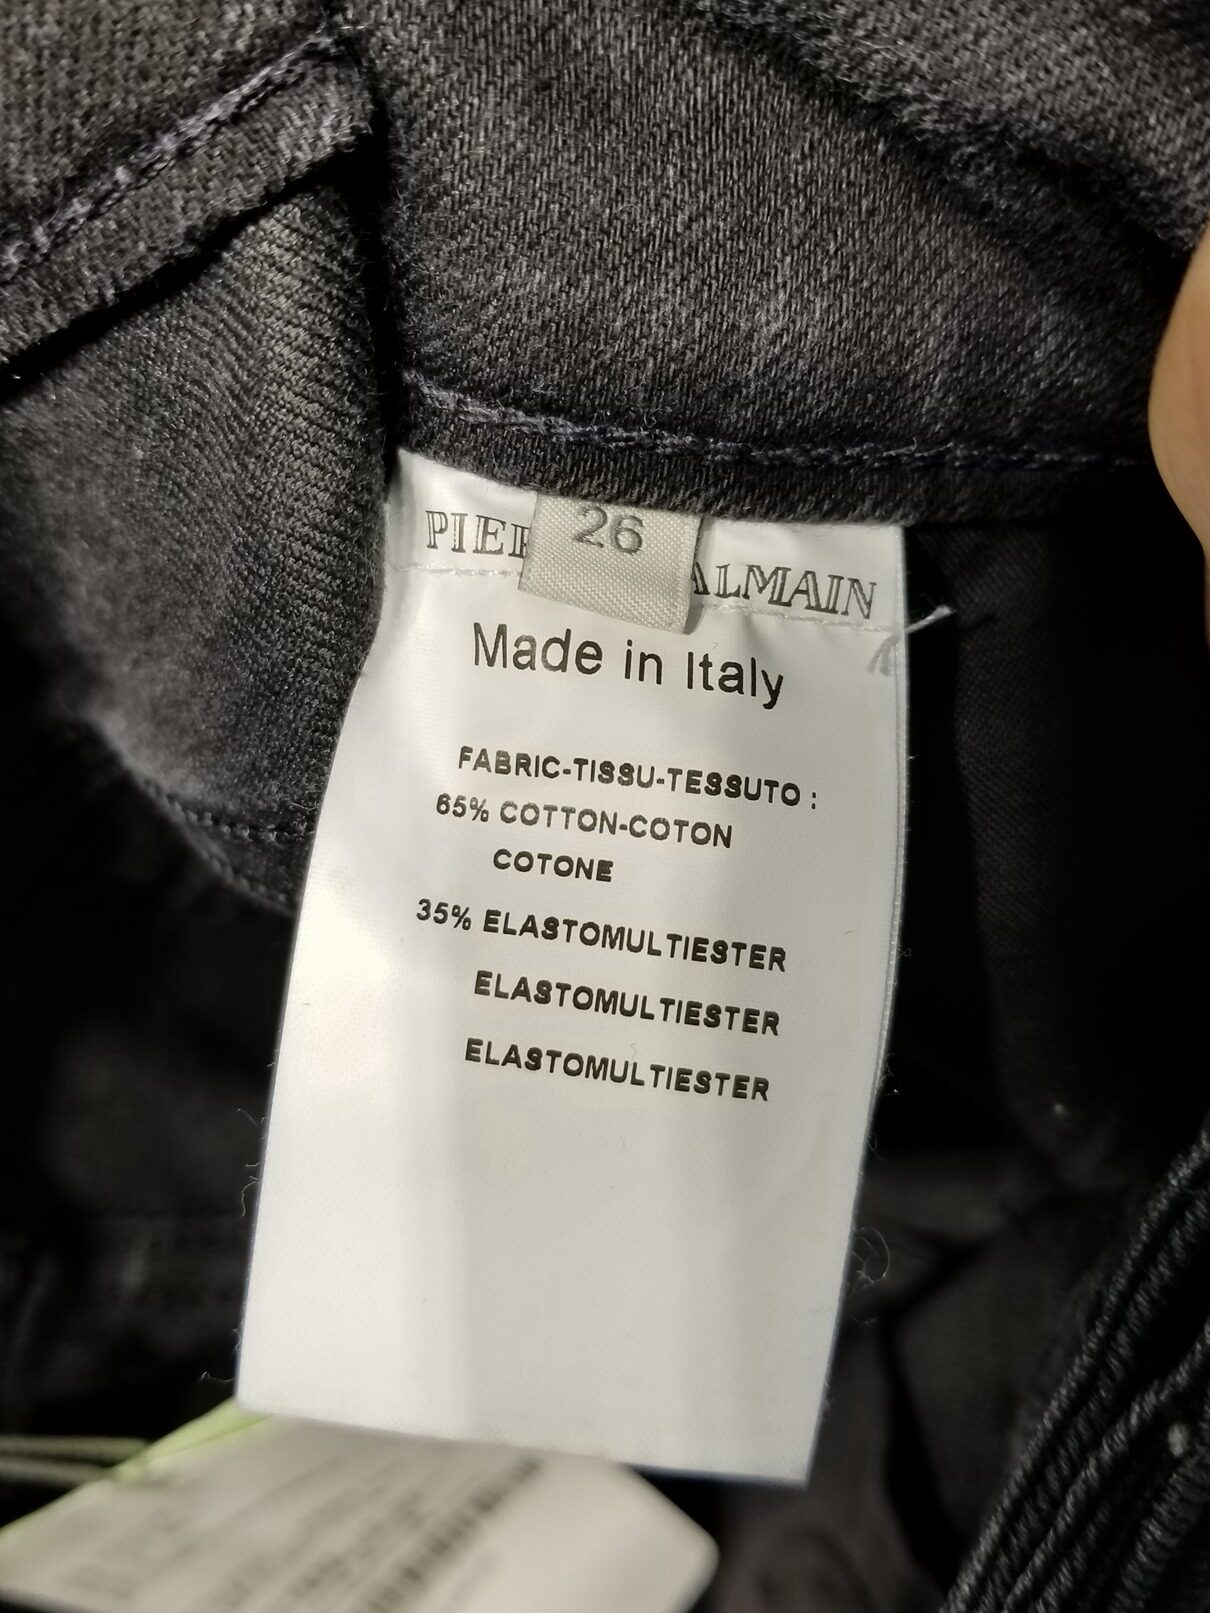 26
PIER ALMAIN
Made in Italy
FABRIC-TISSU-TESSUTO :
65% COTTON-COTON
COTONE
35% ELASTOMULTIESTER
ELASTOMULTIESTER
ELASTOMULTIESTER